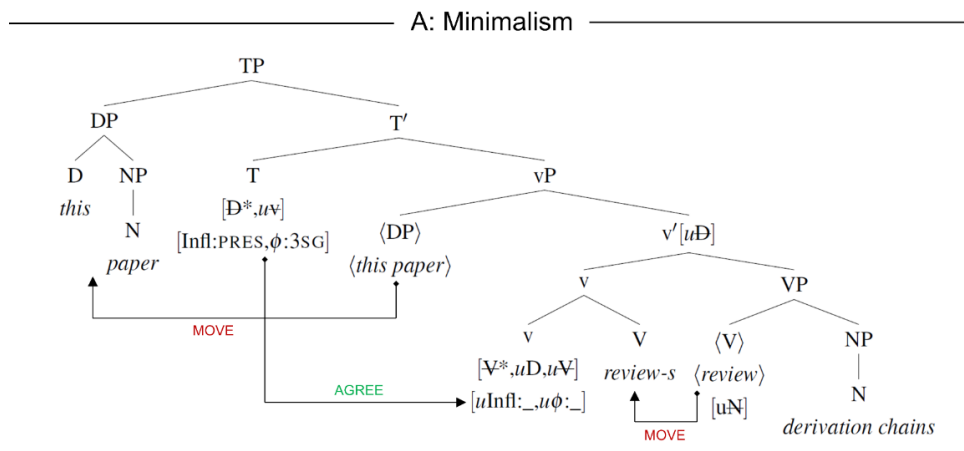 A: Minimalism
TP
DP T′
D NP T vP
this [D̶*,uv̶]
N [Infl:PRES,ϕ:3SG] ⟨DP⟩ v′[uD̶]
paper ⟨this paper⟩
v VP
MOVE
v V ⟨V⟩ NP
[V̶*,uD,uV̶] review-s ⟨review⟩
AGREE [uInfl:_,uϕ:_] [uN̶] N
MOVE derivation chains